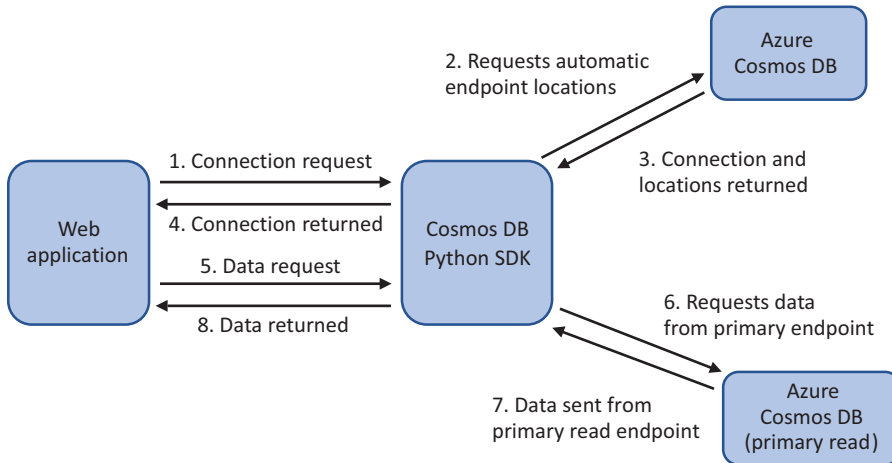 Azure
Cosmos DB
2. Requests automatic
endpoint locations
3. Connection and
locations returned
1. Connection request
4. Connection returned
Web
application
Cosmos DB
Python SDK
5. Data request
8. Data returned
6. Requests data
from primary endpoint
7. Data sent from
primary read endpoint
Azure
Cosmos DB
(primary read)